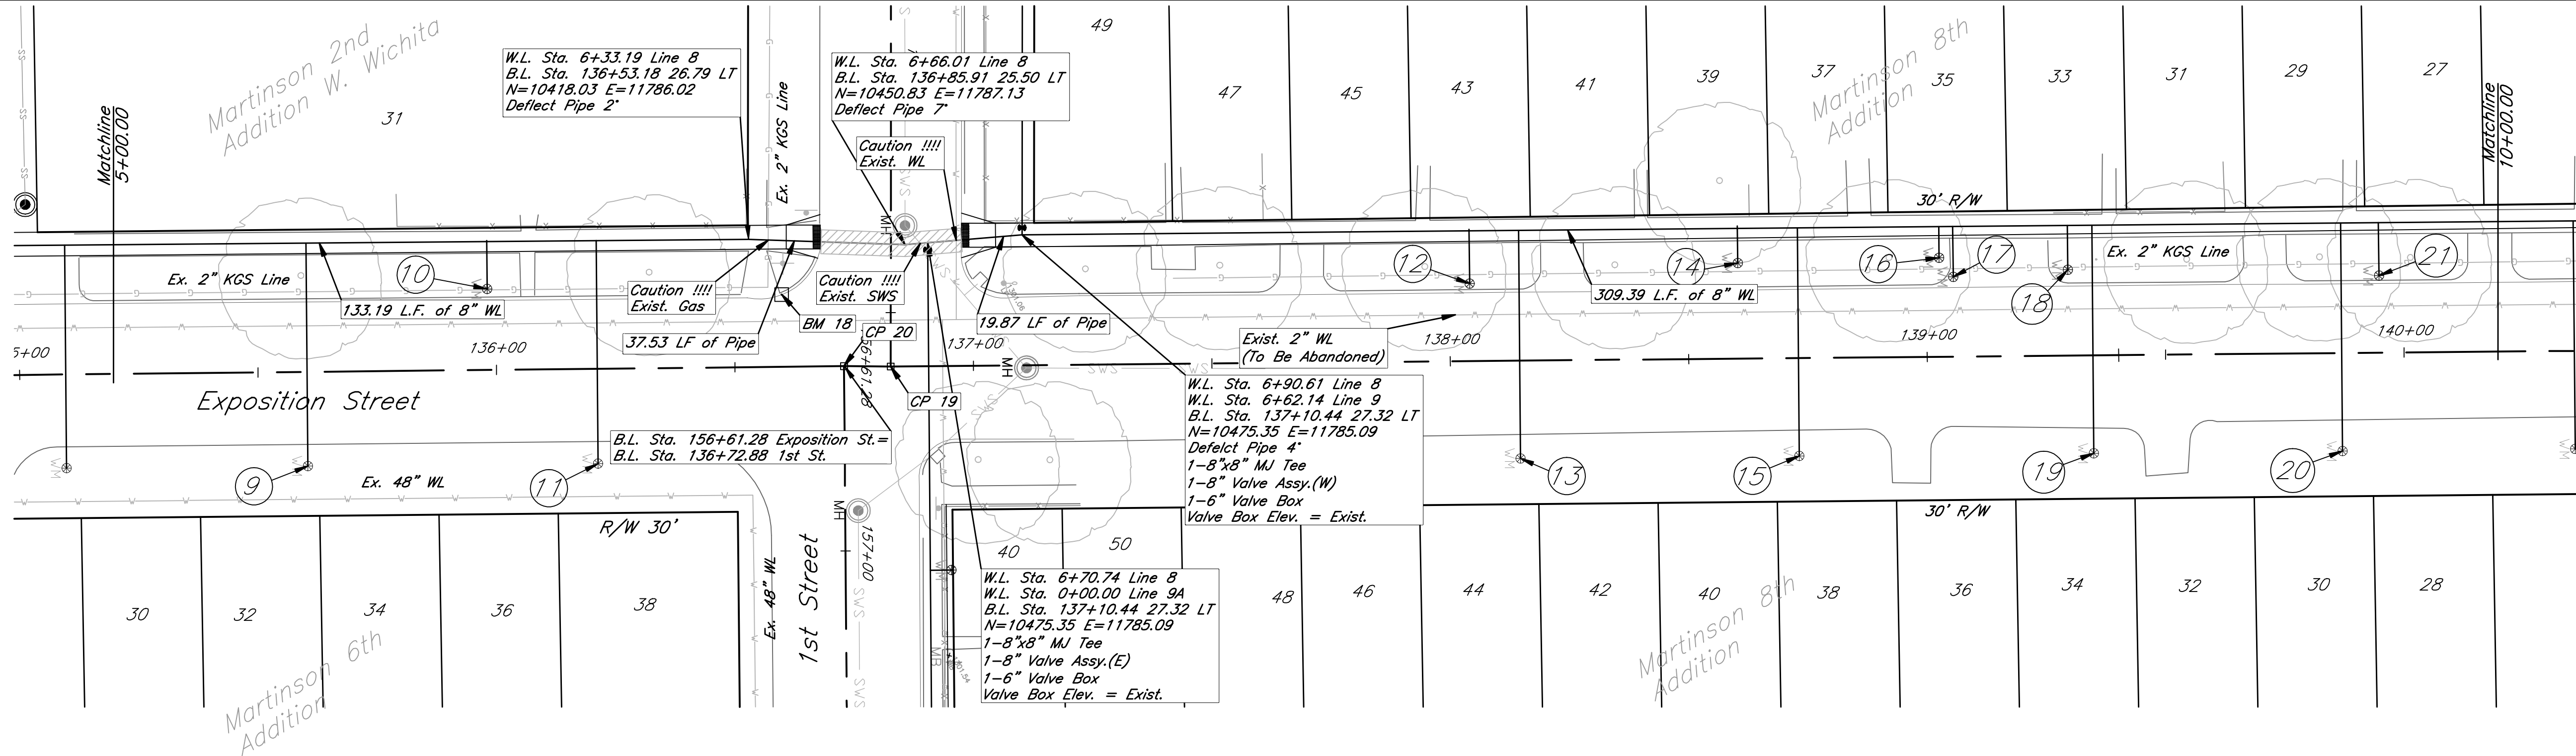 Martinson 2nd
Addition W. Wichita
31
Matchline
5+00.00
W.L. Sta. 6+33.19 Line 8
B.L. Sta. 136+53.18 26.79 LT
N=10418.03 E=11786.02
Deflect Pipe 2°
Ex. 2" KGS Line
W.L. Sta. 6+66.01 Line 8
B.L. Sta. 136+85.91 25.50 LT
N=10450.83 E=11787.13
Deflect Pipe 7°
Caution !!!!
Exist. WL
49
47
45
43
41
39
37
35
33
31
29
27
Martinson 8th
Addition
Matchline
10+00.00
30' R/W
MH
SWS
Ex. 2" KGS Line
10
133.19 L.F. of 8" WL
Caution !!!!
Exist. Gas
37.53 LF of Pipe
BM 18
Caution !!!!
Exist. SWS
CP 20
19.87 LF of Pipe
12
14
16
17
18
Ex. 2" KGS Line
21
309.39 L.F. of 8" WL
Exist. 2" WL
(To Be Abandoned)
5+00
136+00
137+00
138+00
139+00
140+00
156+61.28
MH
SWS
CP 19
Exposition Street
B.L. Sta. 156+61.28 Exposition St.=
B.L. Sta. 136+72.88 1st St.
W.L. Sta. 6+90.61 Line 8
W.L. Sta. 6+62.14 Line 9
B.L. Sta. 137+10.44 27.32 LT
N=10475.35 E=11785.09
Defelct Pipe 4°
1-8"x8" MJ Tee
1-8" Valve Assy.(W)
1-6" Valve Box
Valve Box Elev. = Exist.
9
Ex. 48" WL
11
13
15
19
20
R/W 30'
30' R/W
MH
157+00
1st Street
Ex. 48" WL
SWS
SWS
WM
MB
40
50
W.L. Sta. 6+70.74 Line 8
W.L. Sta. 0+00.00 Line 9A
B.L. Sta. 137+10.44 27.32 LT
N=10475.35 E=11785.09
1-8"x8" MJ Tee
1-8" Valve Assy.(E)
1-6" Valve Box
Valve Box Elev. = Exist.
30
32
34
36
38
48
46
44
42
40
38
36
34
32
30
28
Martinson 6th
Addition
Martinson 8th
Addition